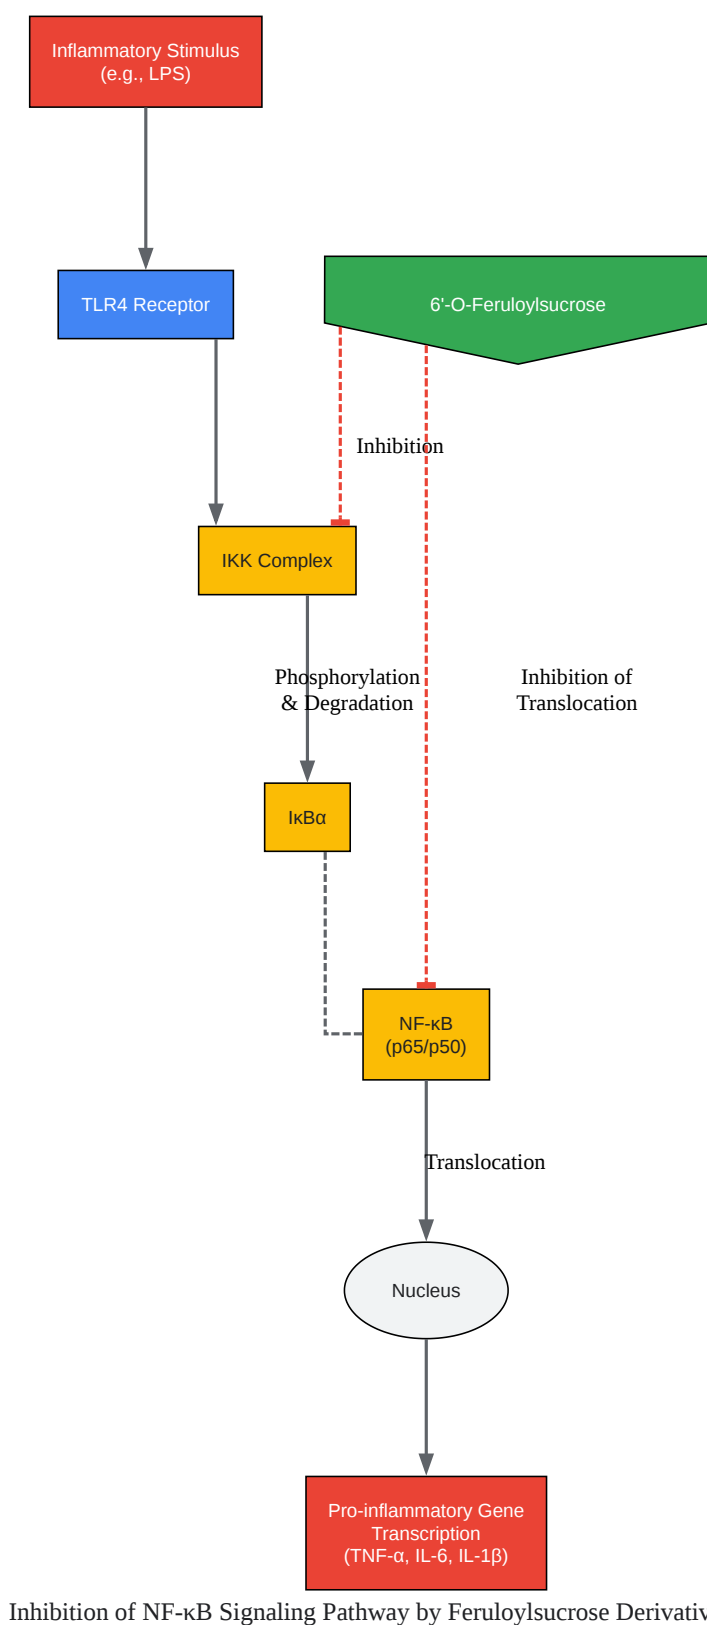 Inflammatory Stimulus
(e.g., LPS)
TLR4 Receptor
6'-O-Feruloylsucrose
Inhibition
IKK Complex
Phosphorylation
& Degradation
Inhibition of
Translocation
IκBα
NF-κB
(p65/p50)
Translocation
Nucleus
Pro-inflammatory Gene
Transcription
(TNF-α, IL-6, IL-1β)
Inhibition of NF-κB Signaling Pathway by Feruloylsucrose